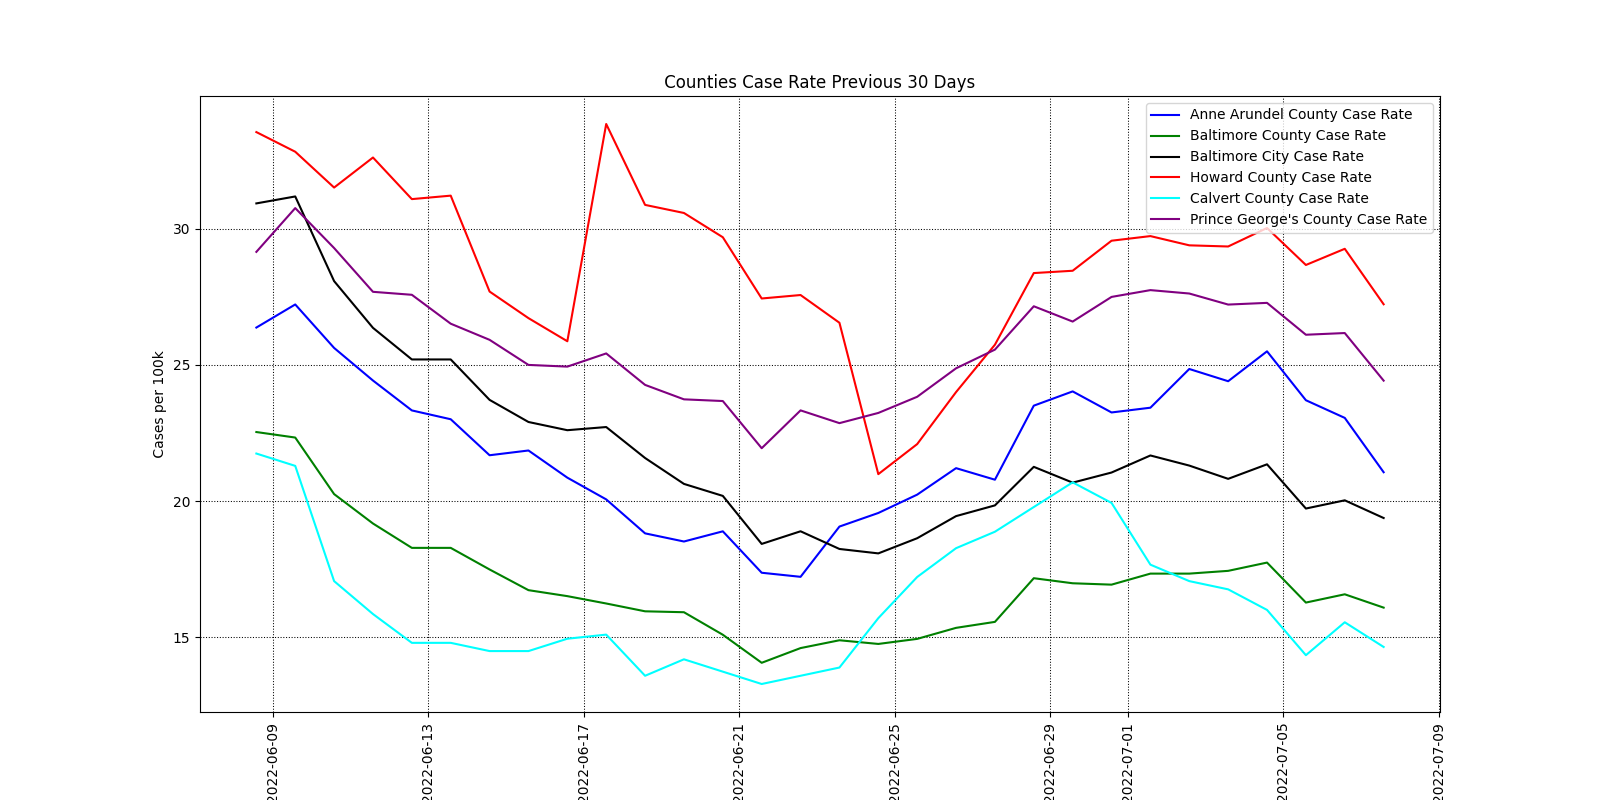 Counties Case Rate Previous 30 Days
Anne Arundel County Case Rate
Baltimore County Case Rate
Baltimore City Case Rate
Howard County Case Rate
Calvert County Case Rate
Prince George's County Case Rate
Cases per 100k
30
25
20
15
2022-06-09
2022-06-13
2022-06-17
2022-06-21
2022-06-25
2022-06-29
2022-07-01
2022-07-05
2022-07-09